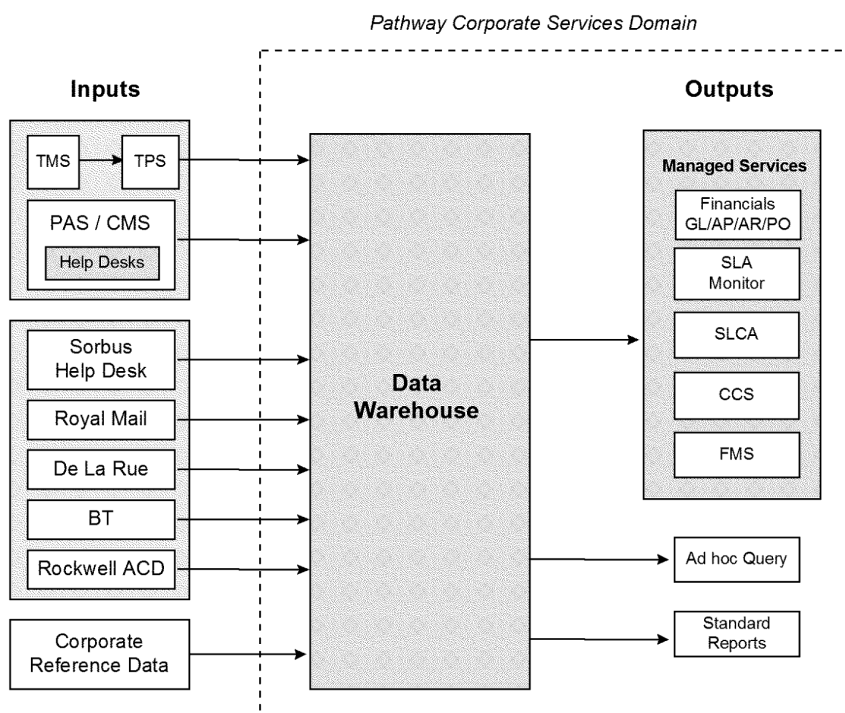 Pathway Corporate Services Domain
Inputs
Outputs
TMS
TPS
PAS / CMS
Help Desks
Sorbus
Help Desk
Royal Mail
De La Rue
BT
Rockwell ACD
Corporate
Reference Data
Data
Warehouse
Managed Services
Financials
GL/AP/AR/PO
SLA
Monitor
SLCA
CCS
FMS
Ad hoc Query
Standard
Reports